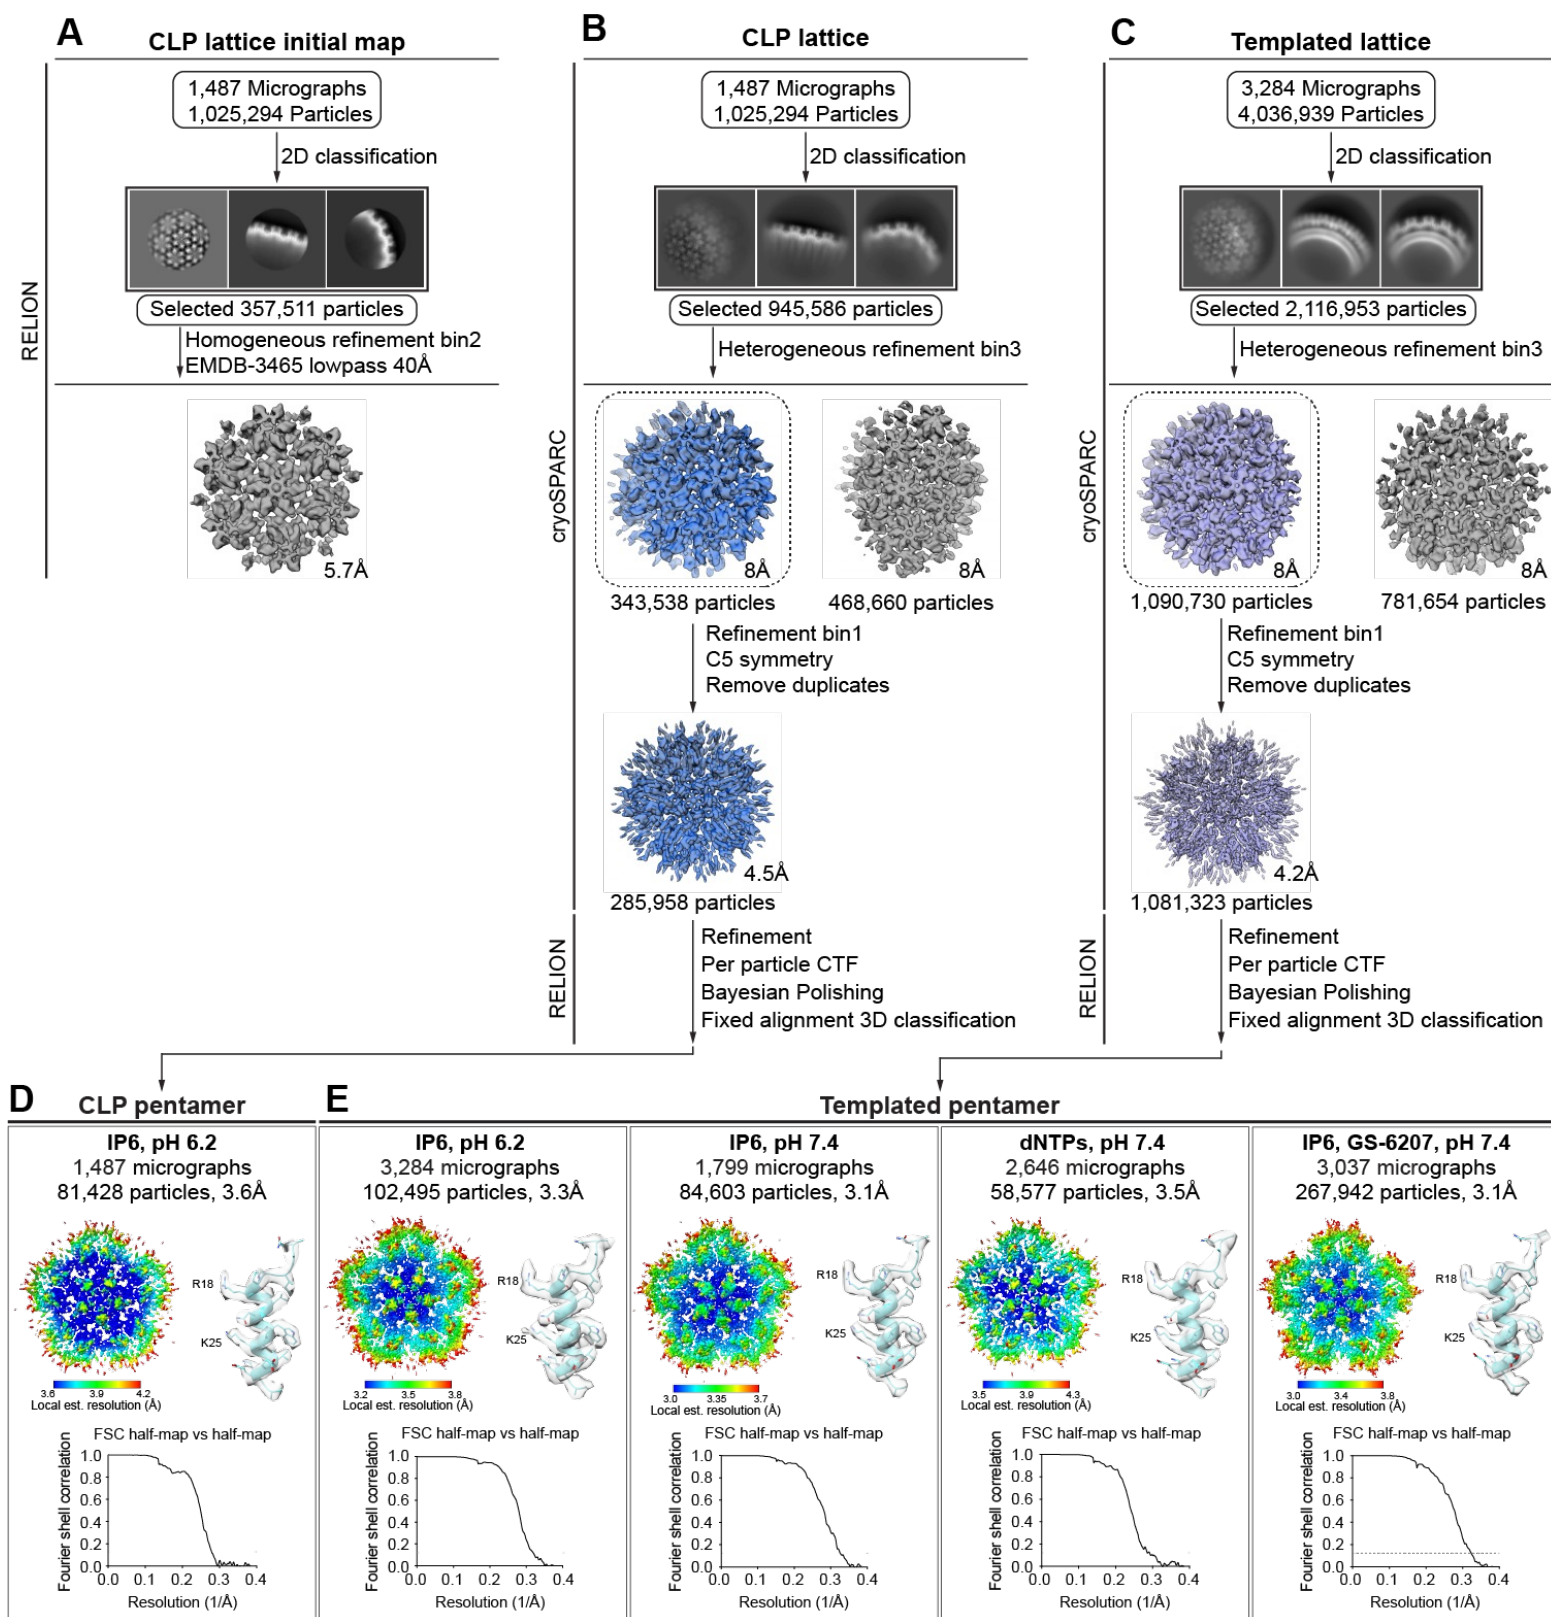 A
CLP lattice initial map
1,487 Micrographs
1,025,294 Particles
2D classification
Selected 357,511 particles
Homogeneous refinement bin2
EMDB-3465 lowpass 40Å
RELION
5.7Å
B
CLP lattice
1,487 Micrographs
1,025,294 Particles
2D classification
Selected 945,586 particles
Heterogeneous refinement bin3
cryoSPARC
8Å
8Å
343,538 particles
468,660 particles
Refinement bin1
C5 symmetry
Remove duplicates
4.5Å
285,958 particles
RELION
Refinement
Per particle CTF
Bayesian Polishing
Fixed alignment 3D classification
C
Templated lattice
3,284 Micrographs
4,036,939 Particles
2D classification
Selected 2,116,953 particles
Heterogeneous refinement bin3
cryoSPARC
8Å
8Å
1,090,730 particles
781,654 particles
Refinement bin1
C5 symmetry
Remove duplicates
4.2Å
1,081,323 particles
RELION
Refinement
Per particle CTF
Bayesian Polishing
Fixed alignment 3D classification
D
CLP pentamer
IP6, pH 6.2
1,487 micrographs
81,428 particles, 3.6Å
R18
K25
3.6 3.9 4.2
Local est. resolution (Å)
FSC half-map vs half-map
Fourier shell correlation
1.0
0.8
0.6
0.4
0.2
0.0
0.0 0.1 0.2 0.3 0.4
Resolution (1/Å)
E
Templated pentamer
IP6, pH 6.2
3,284 micrographs
102,495 particles, 3.3Å
R18
K25
3.2 3.5 3.8
Local est. resolution (Å)
FSC half-map vs half-map
Fourier shell correlation
1.0
0.8
0.6
0.4
0.2
0.0
0.0 0.1 0.2 0.3 0.4
Resolution (1/Å)
IP6, pH 7.4
1,799 micrographs
84,603 particles, 3.1Å
R18
K25
3.0 3.35 3.7
Local est. resolution (Å)
FSC half-map vs half-map
Fourier shell correlation
1.0
0.8
0.6
0.4
0.2
0.0
0.0 0.1 0.2 0.3 0.4
Resolution (1/Å)
dNTPs, pH 7.4
2,646 micrographs
58,577 particles, 3.5Å
R18
K25
3.5 3.9 4.3
Local est. resolution (Å)
FSC half-map vs half-map
Fourier shell correlation
1.0
0.8
0.6
0.4
0.2
0.0
0.0 0.1 0.2 0.3 0.4
Resolution (1/Å)
IP6, GS-6207, pH 7.4
3,037 micrographs
267,942 particles, 3.1Å
R18
K25
3.0 3.4 3.8
Local est. resolution (Å)
FSC half-map vs half-map
Fourier shell correlation
1.0
0.8
0.6
0.4
0.2
0.0
0.0 0.1 0.2 0.3 0.4
Resolution (1/Å)